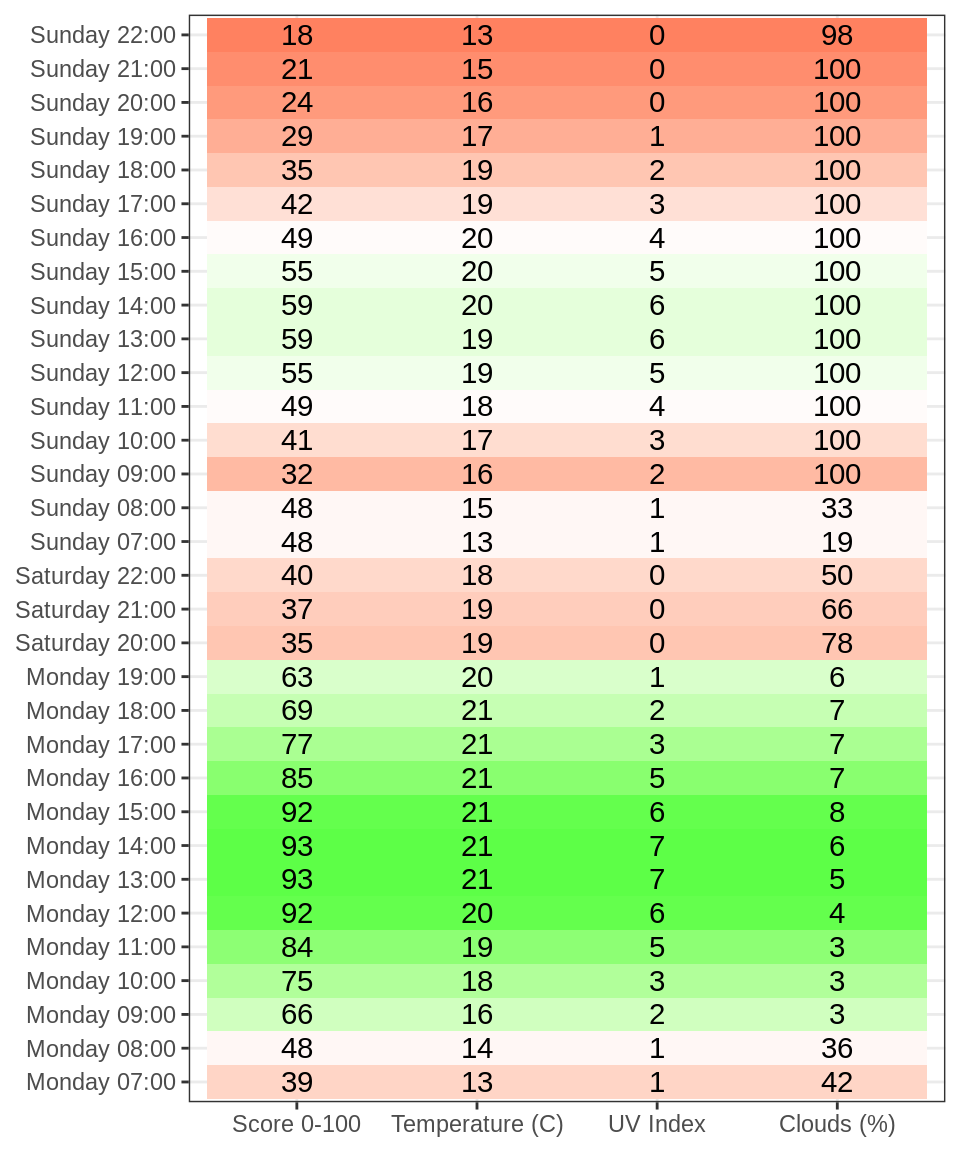 Sunday 22:00 18 13 0 98
Sunday 21:00 21 15 0 100
Sunday 20:00 24 16 0 100
Sunday 19:00 29 17 1 100
Sunday 18:00 35 19 2 100
Sunday 17:00 42 19 3 100
Sunday 16:00 49 20 4 100
Sunday 15:00 55 20 5 100
Sunday 14:00 59 20 6 100
Sunday 13:00 59 19 6 100
Sunday 12:00 55 19 5 100
Sunday 11:00 49 18 4 100
Sunday 10:00 41 17 3 100
Sunday 09:00 32 16 2 100
Sunday 08:00 48 15 1 33
Sunday 07:00 48 13 1 19
Saturday 22:00 40 18 0 50
Saturday 21:00 37 19 0 66
Saturday 20:00 35 19 0 78
Monday 19:00 63 20 1 6
Monday 18:00 69 21 2 7
Monday 17:00 77 21 3 7
Monday 16:00 85 21 5 7
Monday 15:00 92 21 6 8
Monday 14:00 93 21 7 6
Monday 13:00 93 21 7 5
Monday 12:00 92 20 6 4
Monday 11:00 84 19 5 3
Monday 10:00 75 18 3 3
Monday 09:00 66 16 2 3
Monday 08:00 48 14 1 36
Monday 07:00 39 13 1 42
Score 0-100 Temperature (C) UV Index Clouds (%)